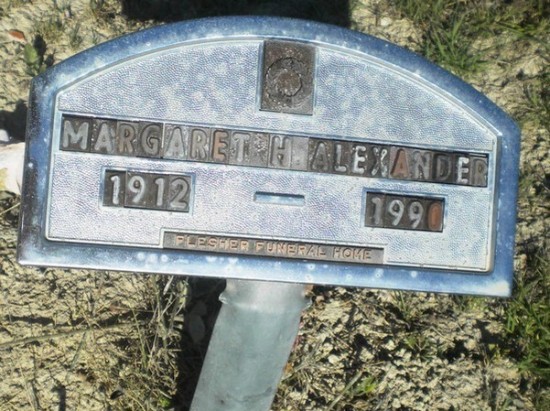 MARGARET H. ALEXANDER
1912 - 1990
PLESHER FUNERAL HOME